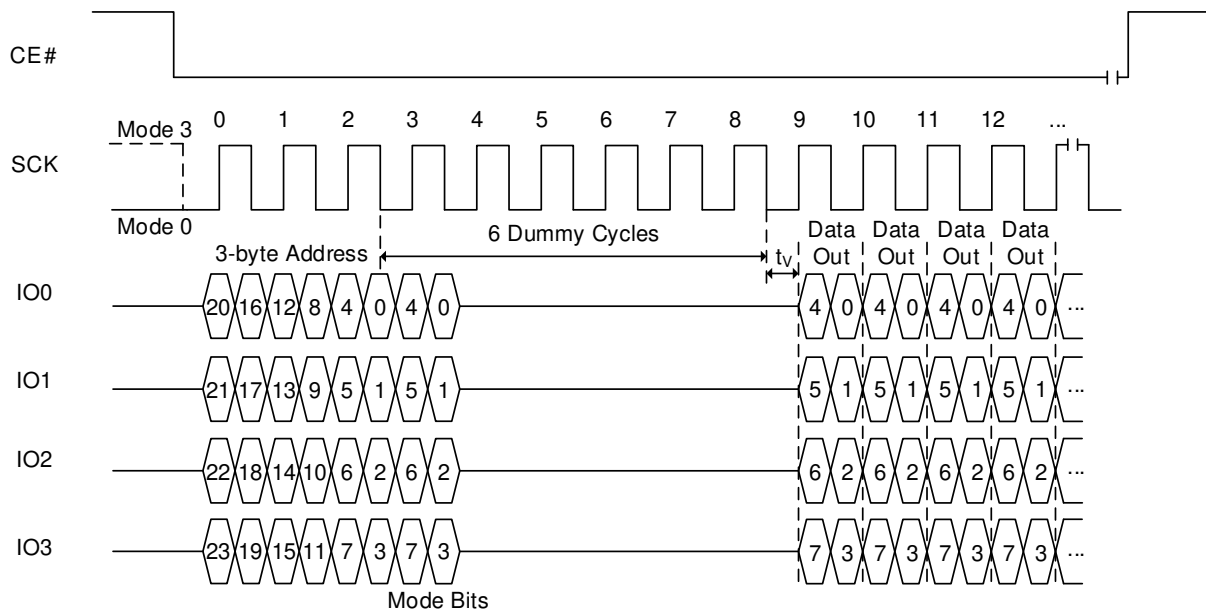 CE#
0 1 2 3 4 5 6 7 8 9 10 11 12 ...
Mode 3
SCK
Mode 0
6 Dummy Cycles
Data Out Data Out Data Out Data Out
3-byte Address
tV
IO0 20 16 12 8 4 0 4 0 4 0 4 0 4 0 4 0 ...
IO1 21 17 13 9 5 1 5 1 5 1 5 1 5 1 5 1 ...
IO2 22 18 14 10 6 2 6 2 6 2 6 2 6 2 6 2 ...
IO3 23 19 15 11 7 3 7 3 7 3 7 3 7 3 7 3 ...
Mode Bits